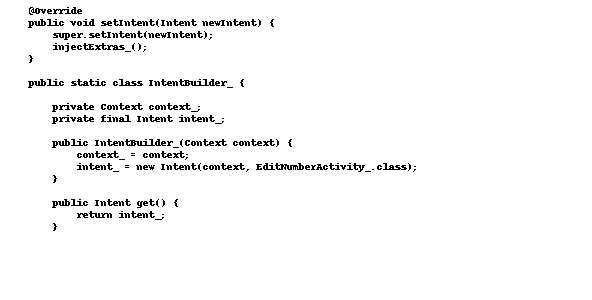 @Override
public void setIntent(Intent newIntent) {
super.setIntent(newIntent);
injectExtras_();
}
public static class IntentBuilder_ {
private Context context_;
private final Intent intent_;
public IntentBuilder_(Context context) {
context_ = context;
intent_ = new Intent(context, EditNumberActivity_.class);
}
public Intent get() {
return intent_;
}